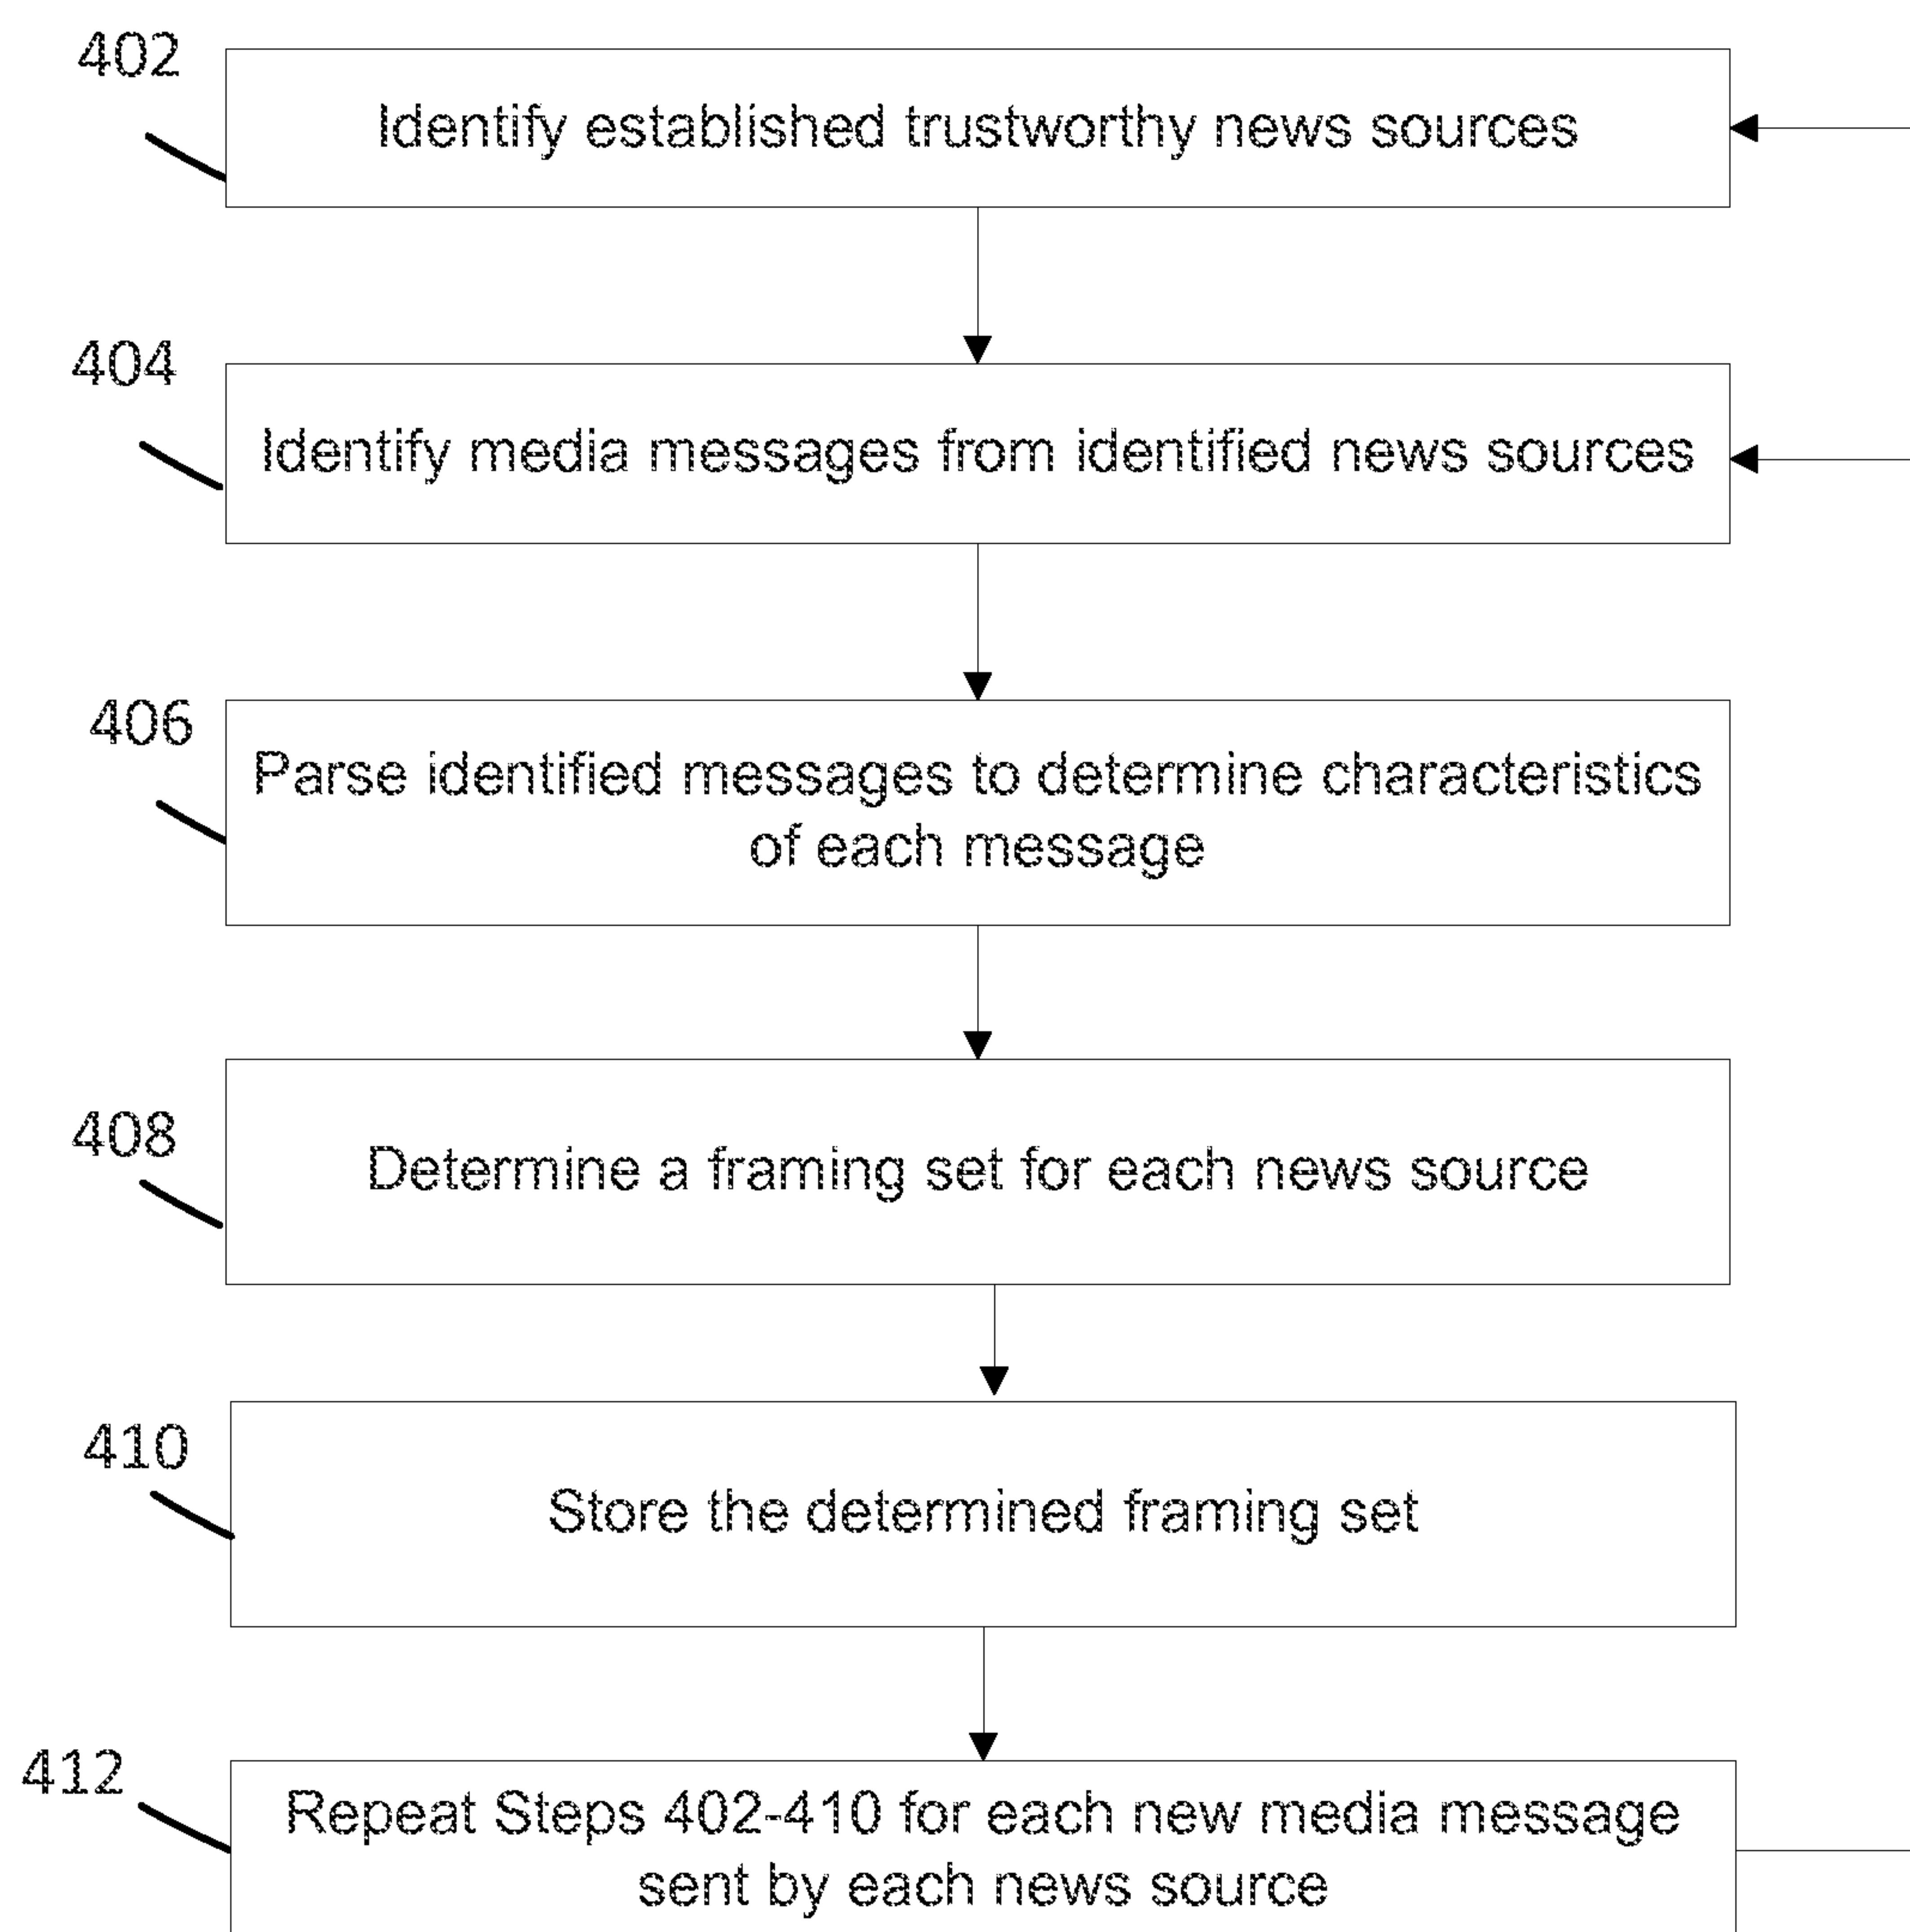 402
Identify established trustworthy news sources
404
Identify media messages from identified news sources
406
Parse identified messages to determine characteristics
of each message
408
Determine a framing set for each news source
410
Store the determined framing set
412
Repeat Steps 402-410 for each new media message
sent by each news source